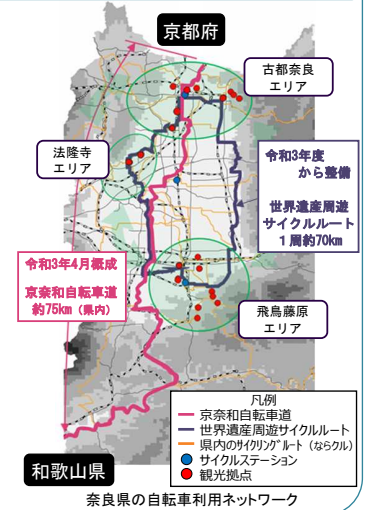 京都府
古都奈良
エリア
法隆寺
エリア
令和3年度
から整備
世界遺産周遊
サイクルルート
1周約70km
令和3年4月概成
京奈和自転車道
約75km（県内）
飛鳥藤原
エリア
凡例
京奈和自転車道
世界遺産周遊サイクルルート
県内のサイクリングルート（ならクル）
サイクルステーション
観光拠点
和歌山県
奈良県の自転車利用ネットワーク